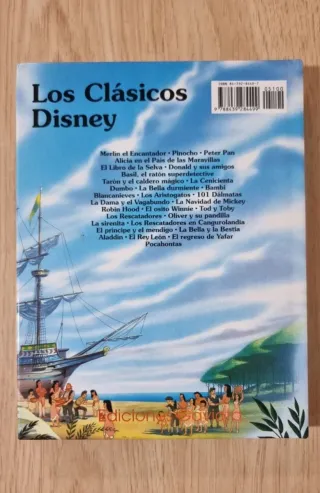 Los Clásicos
Disney
Merlín el Encantador • Pinocho • Peter Pan
Alicia en el País de las Maravillas
El Libro de la Selva • Donald y sus amigos
Basil, el ratón superdetective
Tarón y el caldero mágico • La Cenicienta
Dumbo • La Bella durmiente • Bambi
Blancanieves • Los Aristogatos • 101 Dálmatas
La Dama y el Vagabundo • La Navidad de Mickey
Robin Hood • El osito Winnie • Tod y Toby
Los Rescatadores • Oliver y su pandilla
La sirenita • Los Rescatadores en Cangurolandia
El príncipe y el mendigo • La Bella y la Bestia
Aladdin • El Rey León • El regreso de Yafar
Pocahontas
Ediciones